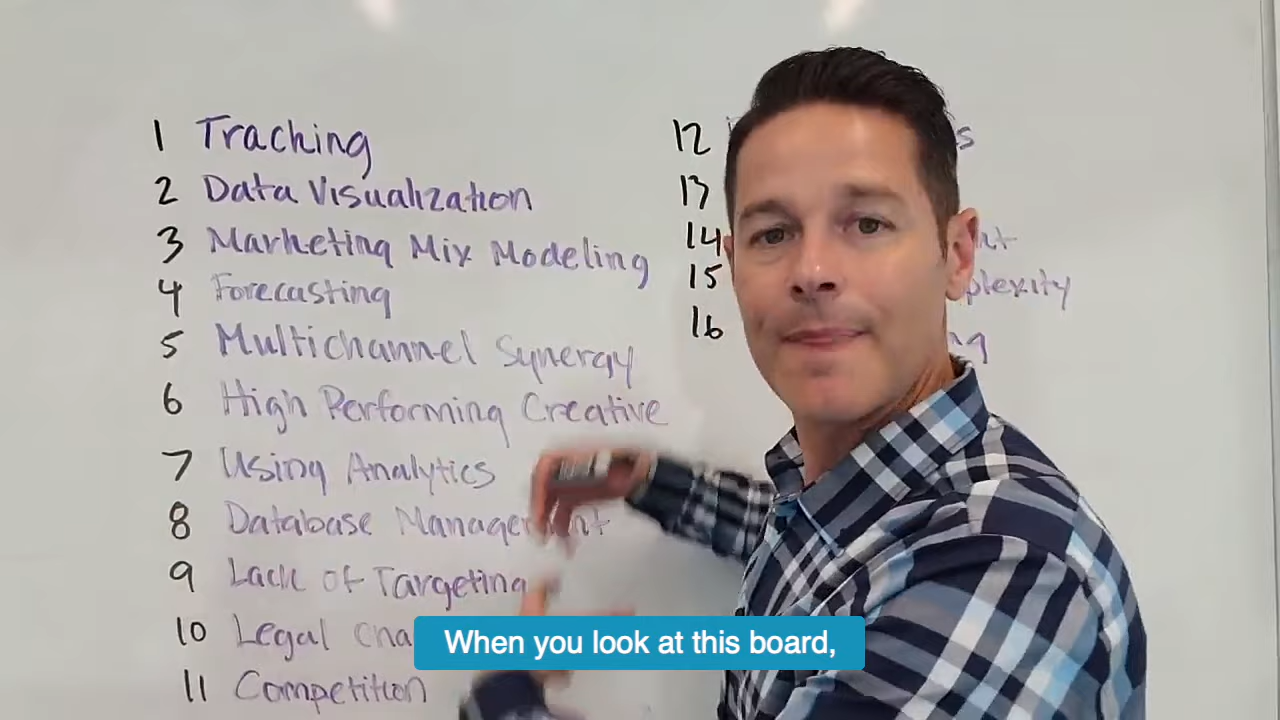 1 Tracking
2 Data Visualization
3 Marketing Mix Modeling
4 Forecasting
5 Multichannel Synergy
6 High Performing Creative
7 Using Analytics
8 Database Management
9 Lack of Targeting
10 Legal
11 Competition
12
13
14
15
16
When you look at this board,